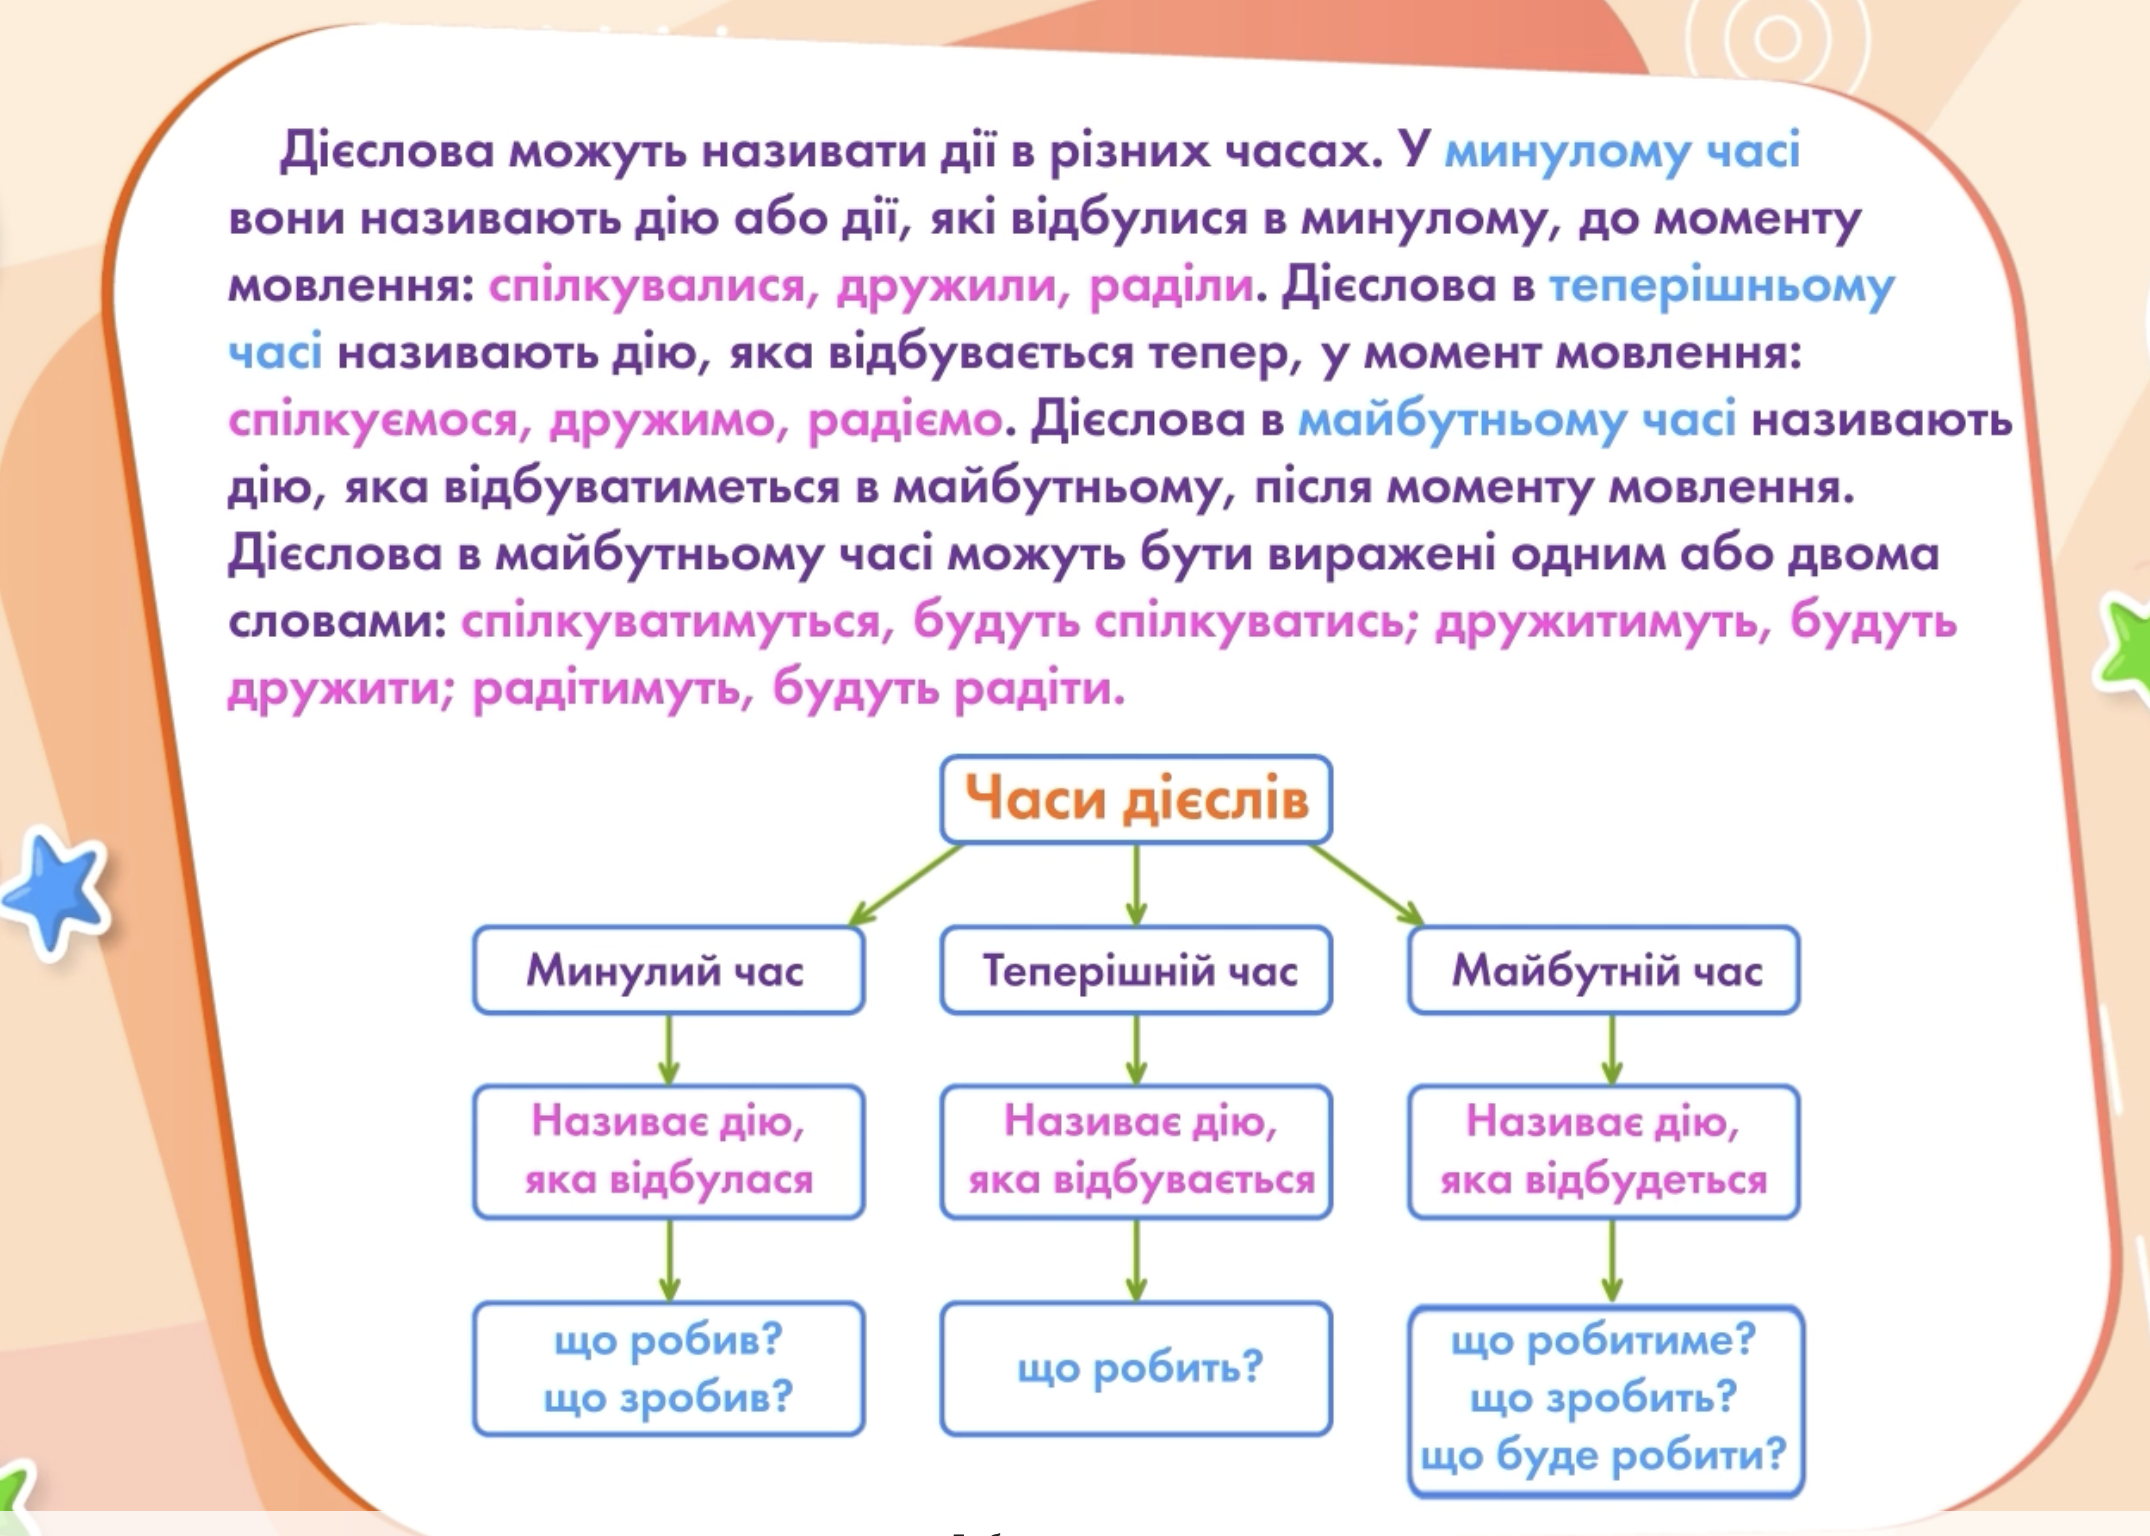 Дієслова можуть називати дії в різних часах. У минулому часі
вони називають дію або дії, які відбулися в минулому, до моменту
мовлення: спілкувалися, дружили, раділи. Дієслова в теперішньому
часі називають дію, яка відбувається тепер, у момент мовлення:
спілкуємося, дружимо, радіємо. Дієслова в майбутньому часі називають
дію, яка відбуватиметься в майбутньому, після моменту мовлення.
Дієслова в майбутньому часі можуть бути виражені одним або двома
словами: спілкуватимуться, будуть спілкуватись; дружитимуть, будуть
дружити; радітимуть, будуть радіти.
Часи дієслів
Минулий час
Теперішній час
Майбутній час
Називає дію,
яка відбулася
Називає дію,
яка відбувається
Називає дію,
яка відбудеться
що робив?
що зробив?
що робить?
що робитиме?
що зробить?
що буде робити?